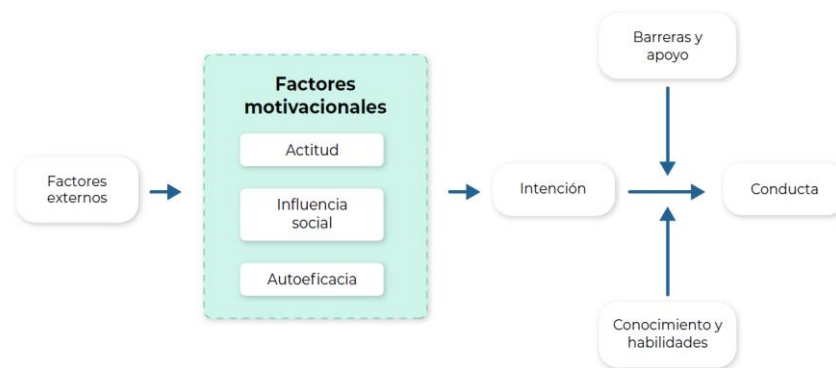 Factores
externos
Factores
motivacionales
Actitud
Influencia
social
Autoeficacia
Intención
Barreras y
apoyo
Conocimiento y
habilidades
Conducta